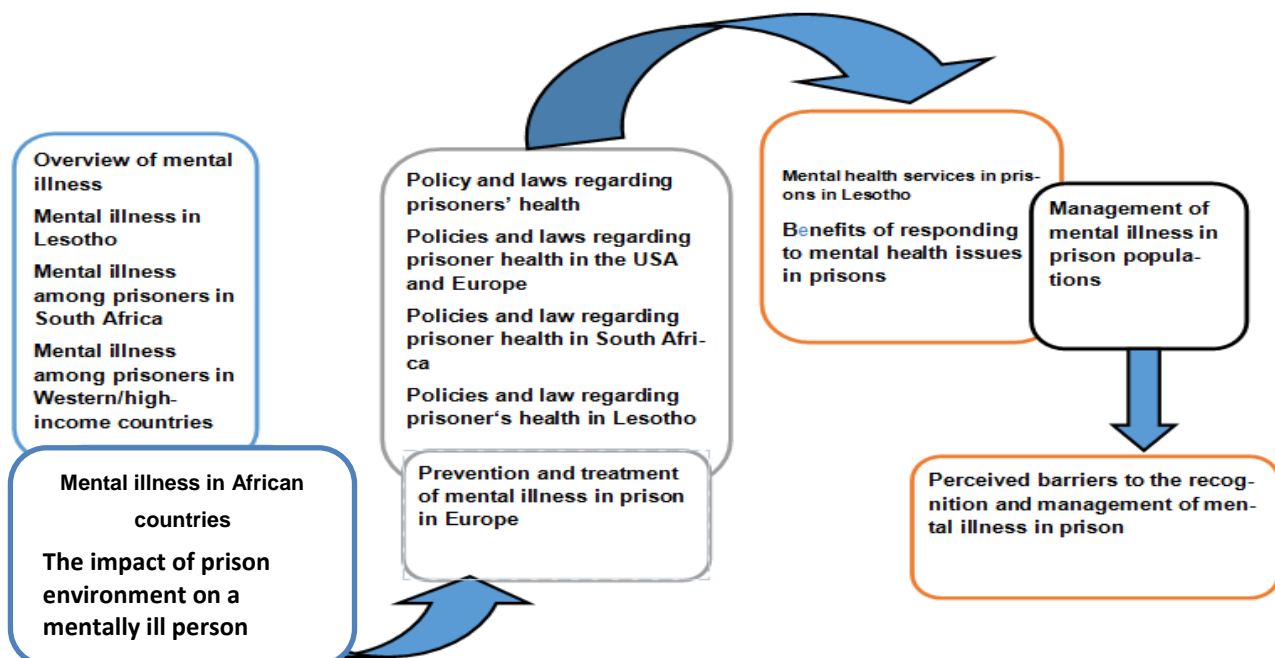 Overview of mental
illness
Mental illness in
Lesotho
Mental illness
among prisoners in
South Africa
Mental illness
among prisoners in
Western/high-
income countries
Mental illness in African
countries
The impact of prison
environment on a
mentally ill person
Policy and laws regarding
prisoners’ health
Policies and laws regarding
prisoner health in the USA
and Europe
Policies and law regarding
prisoner health in South Afri-
ca
Policies and law regarding
prisoner‘s health in Lesotho
Prevention and treatment
of mental illness in prison
in Europe
Mental health services in pris-
ons in Lesotho
Benefits of responding
to mental health issues
in prisons
Management of
mental illness in
prison popula-
tions
Perceived barriers to the recog-
nition and management of men-
tal illness in prison